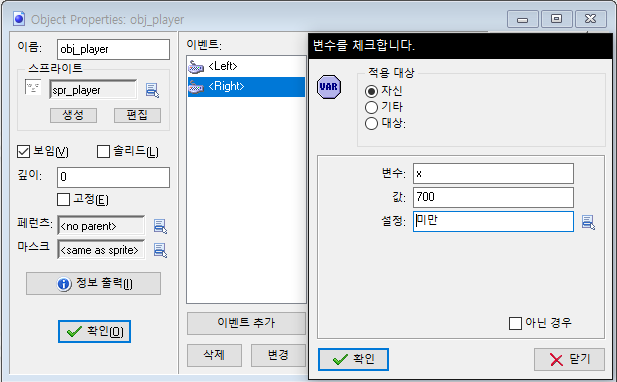 Object Properties: obj_player
이름:
obj_player
스프라이트
spr_player
생성
편집
보임(V)
솔리드(L)
깊이:
0
고정(E)
페런츠:
<no parent>
마스크
<same as sprite>
정보 출력(I)
확인(O)
이벤트:
<Left>
<Right>
이벤트 추가
삭제
변경
변수를 체크합니다.
VAR
적용 대상
자신
기타
대상:
변수:
x
값:
700
설정:
미만
아닌 경우
확인
닫기